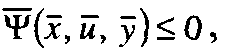 Ψ̅(x̅, u̅, y̅) ≤ 0 ,